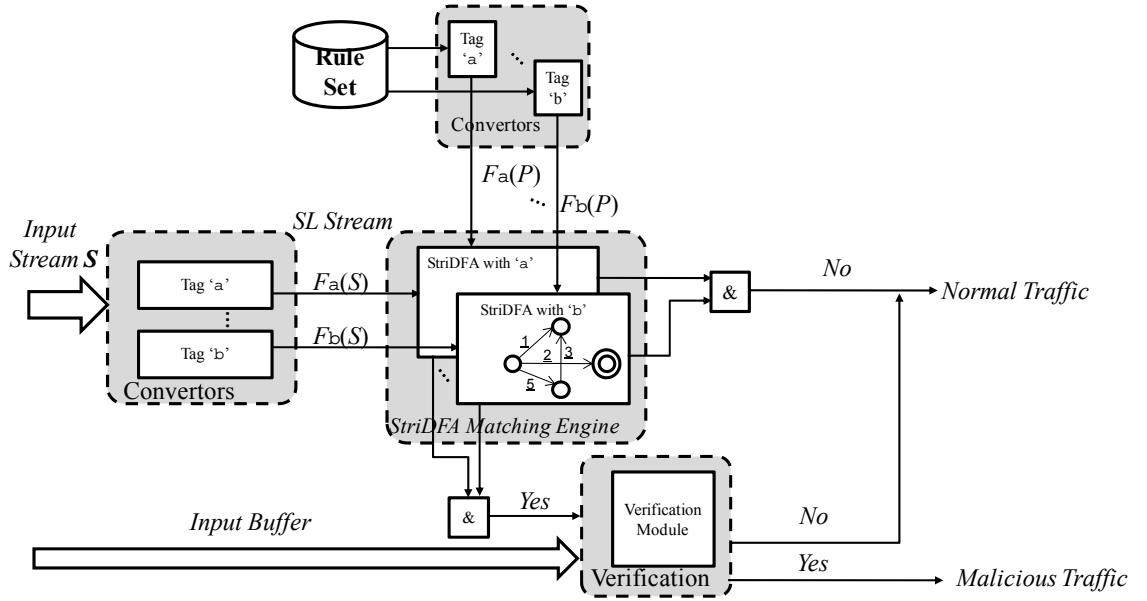 Rule
Set
Tag
‘a’
Tag
‘b’
Convertors
Fa(P)
Fb(P)
Input
Stream S
SL Stream
Tag ‘a’
Tag ‘b’
Convertors
Fa(S)
Fb(S)
StriDFA with ‘a’
StriDFA with ‘b’
1
2
3
5
StriDFA Matching Engine
&
No
Normal Traffic
&
Yes
Input Buffer
Verification
Module
Verification
No
Yes
Malicious Traffic